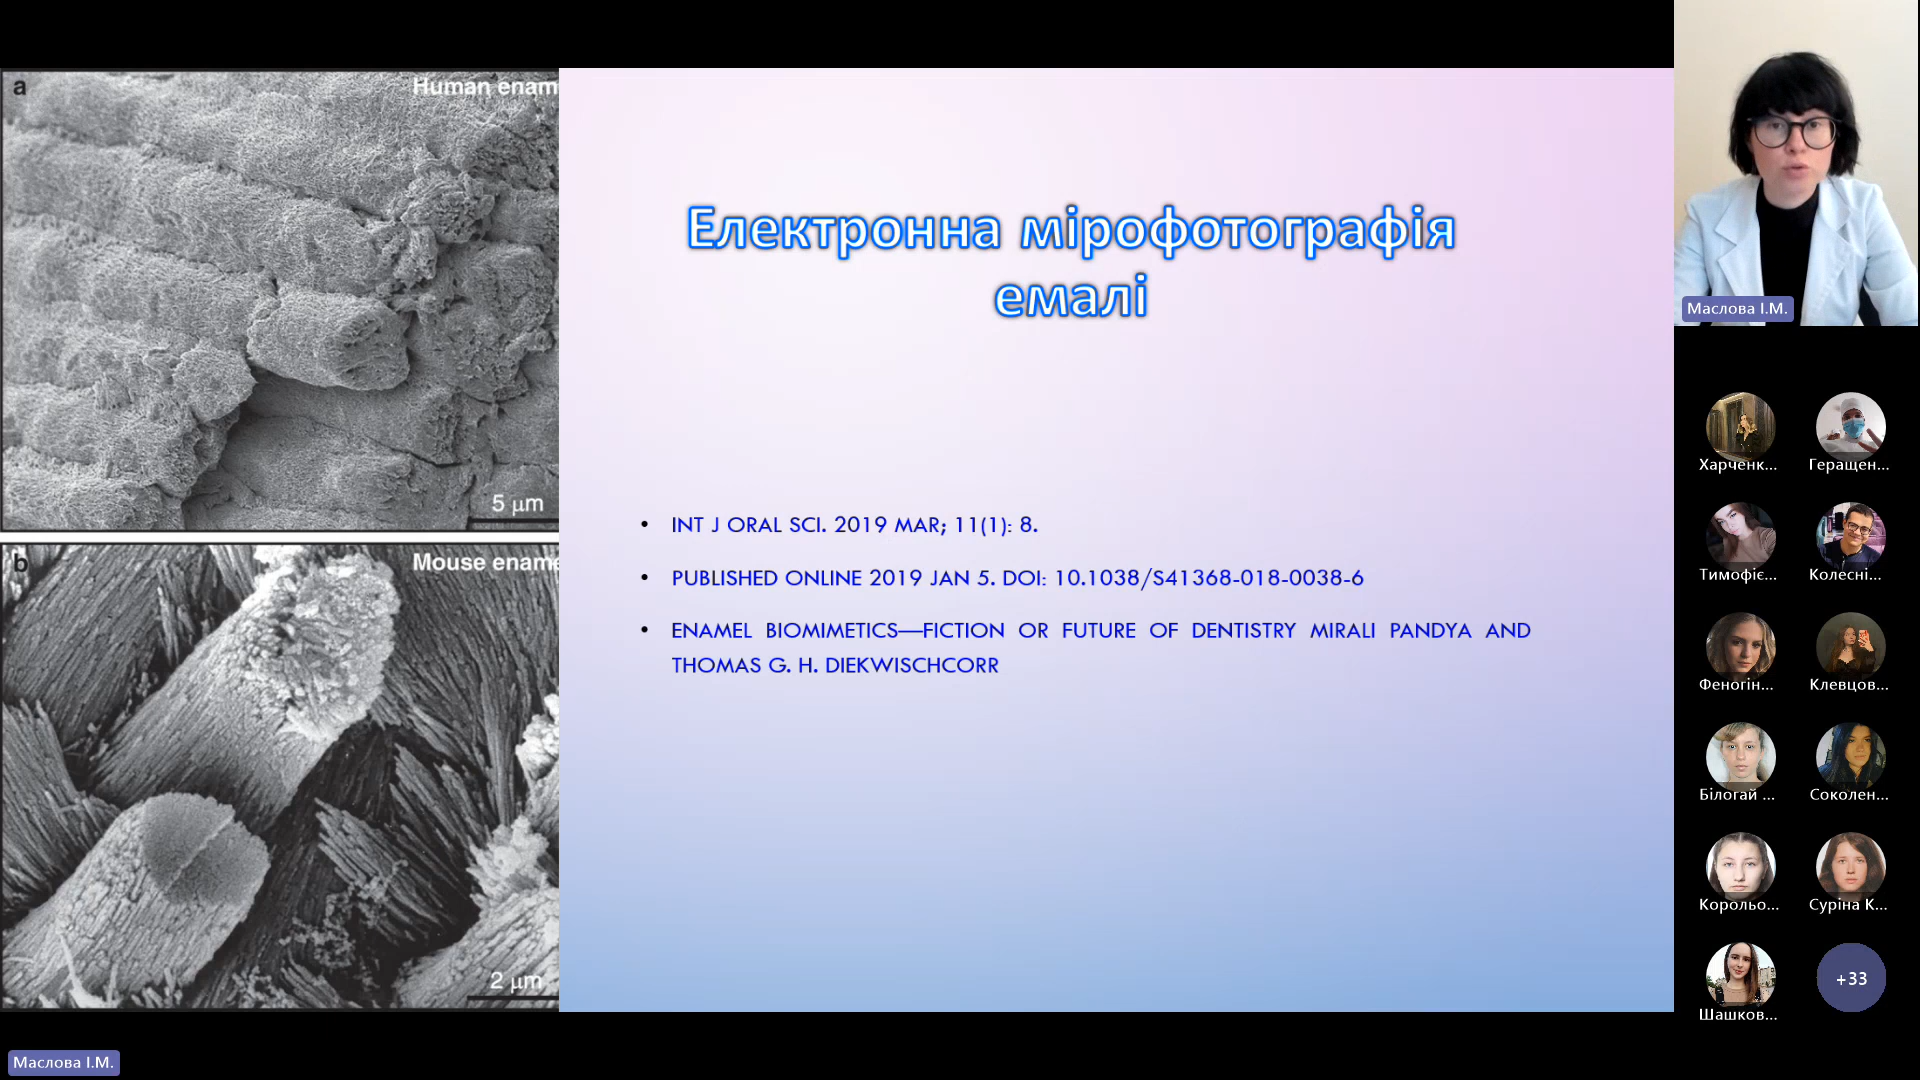 a
Human enam
5 μm
b
Mouse ename
2 μm
Електронна мірофотографія
емалі
• INT J ORAL SCI. 2019 MAR; 11(1): 8.
• PUBLISHED ONLINE 2019 JAN 5. DOI: 10.1038/S41368-018-0038-6
• ENAMEL BIOMIMETICS—FICTION OR FUTURE OF DENTISTRY MIRALI PANDYA AND
THOMAS G. H. DIEKWISCHCORR
Маслова І.М.
Харченк...
Геращен...
Тимофіє...
Колесні...
Феногін...
Клевцов...
Білогай ...
Соколен...
Корольо...
Суріна К...
Шашков...
+33
Маслова І.М.